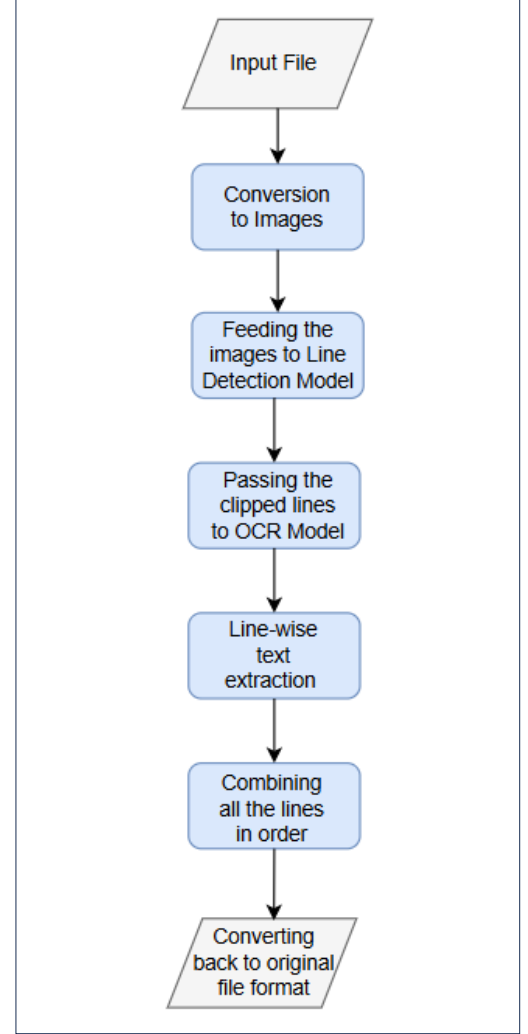 Input File
Conversion
to Images
Feeding the
images to Line
Detection Model
Passing the
clipped lines
to OCR Model
Line-wise
text
extraction
Combining
all the lines
in order
Converting
back to original
file format